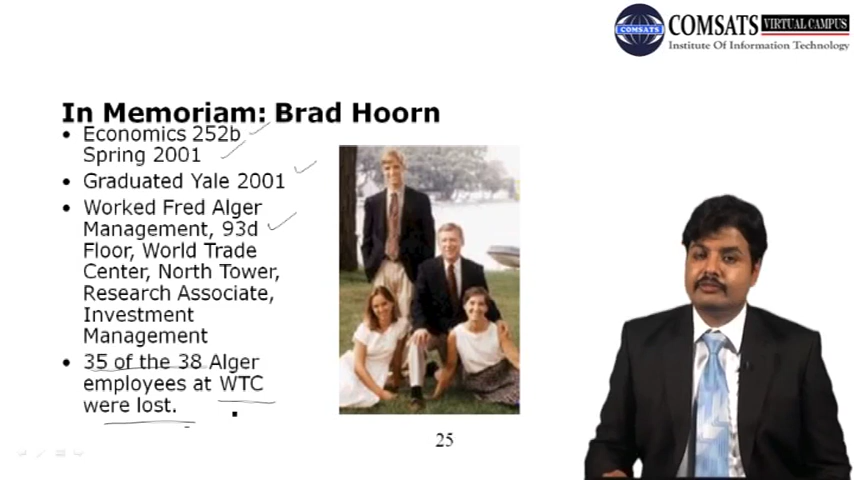 COMSATS
COMSATS VIRTUAL CAMPUS
Institute Of Information Technology
In Memoriam: Brad Hoorn
• Economics 252b
Spring 2001
• Graduated Yale 2001
• Worked Fred Alger
Management, 93d
Floor, World Trade
Center, North Tower,
Research Associate,
Investment
Management
• 35 of the 38 Alger
employees at WTC
were lost.
25